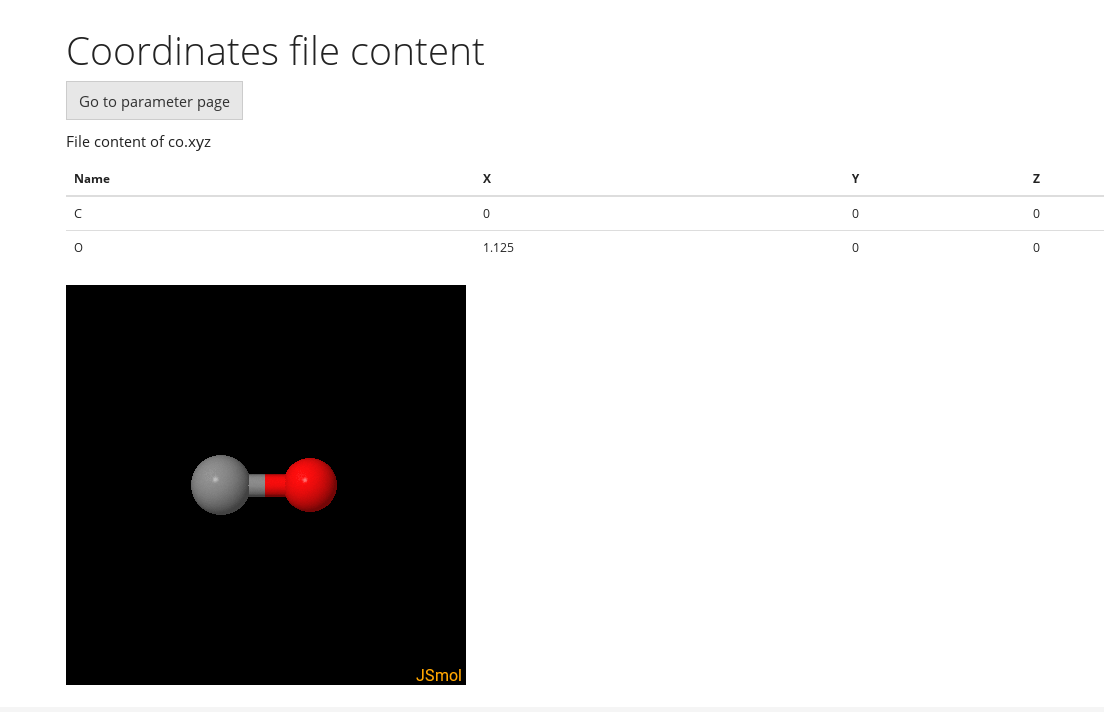 Coordinates file content
Go to parameter page
File content of co.xyz
Name X Y Z
C 0 0 0
O 1.125 0 0
JSmol